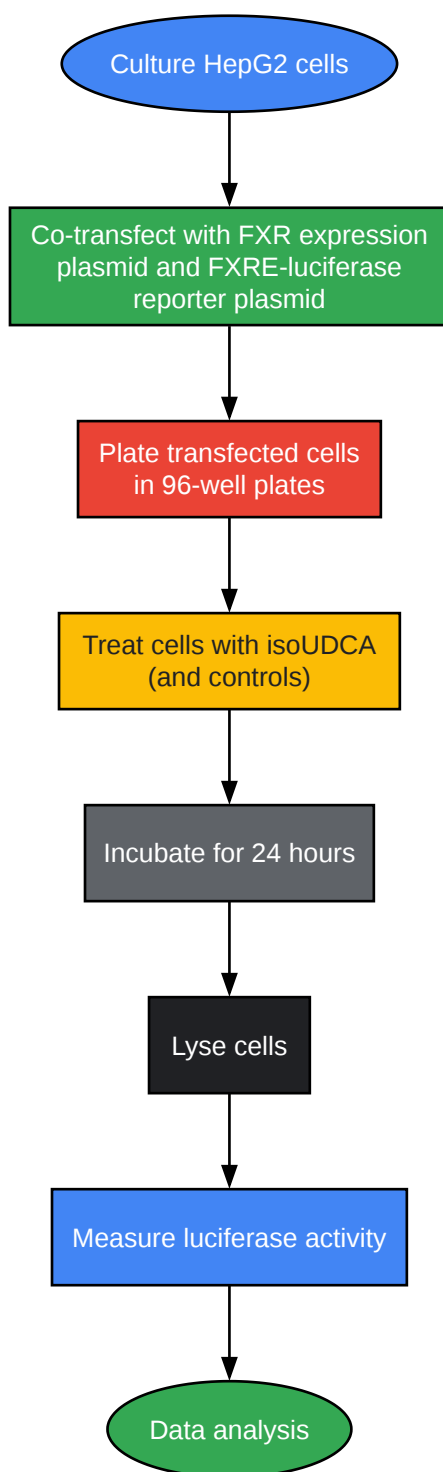 Culture HepG2 cells
Co-transfect with FXR expression
plasmid and FXRE-luciferase
reporter plasmid
Plate transfected cells
in 96-well plates
Treat cells with isoUDCA
(and controls)
Incubate for 24 hours
Lyse cells
Measure luciferase activity
Data analysis